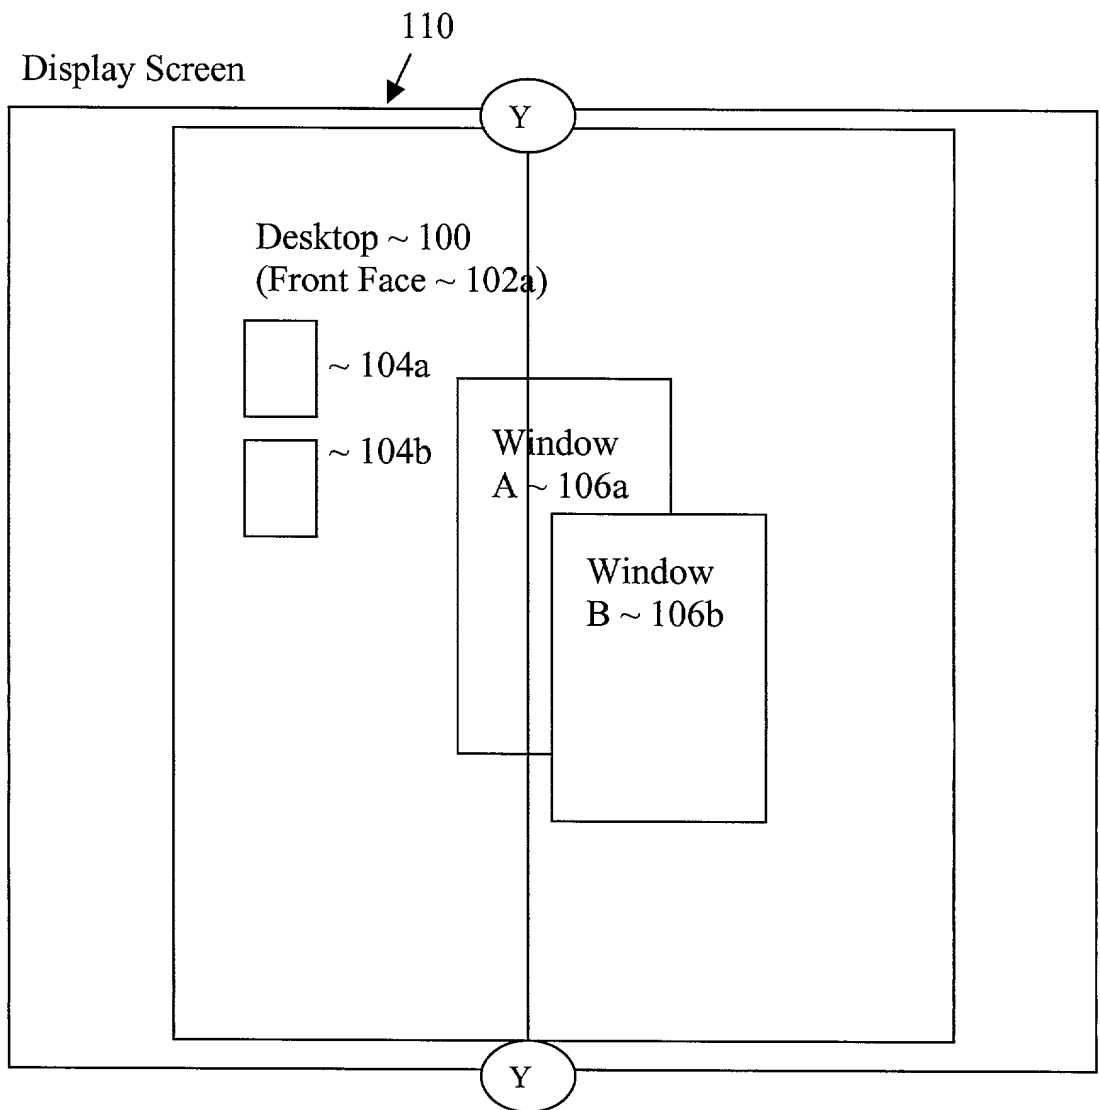 110
Display Screen
Y
Desktop ~ 100
(Front Face ~ 102a)
~ 104a
~ 104b
Window
A ~ 106a
Window
B ~ 106b
Y